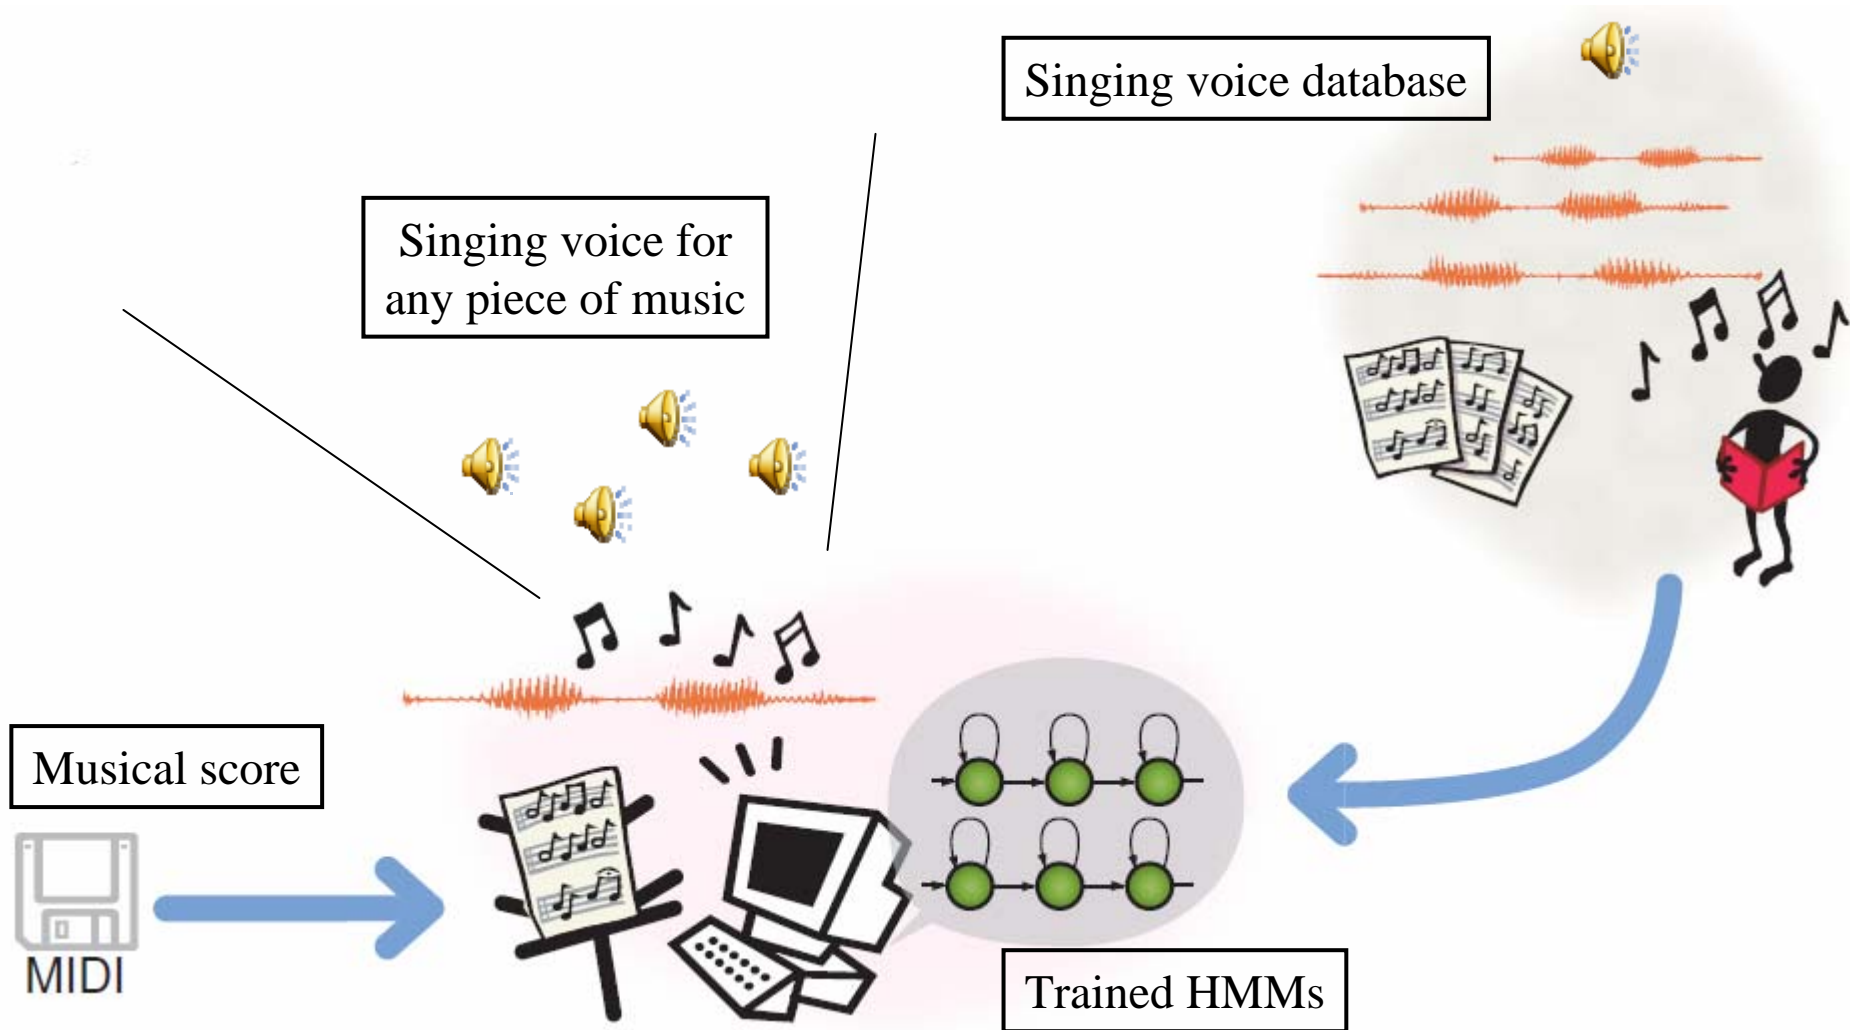 Singing voice database
Singing voice for
any piece of music
Musical score
MIDI
Trained HMMs